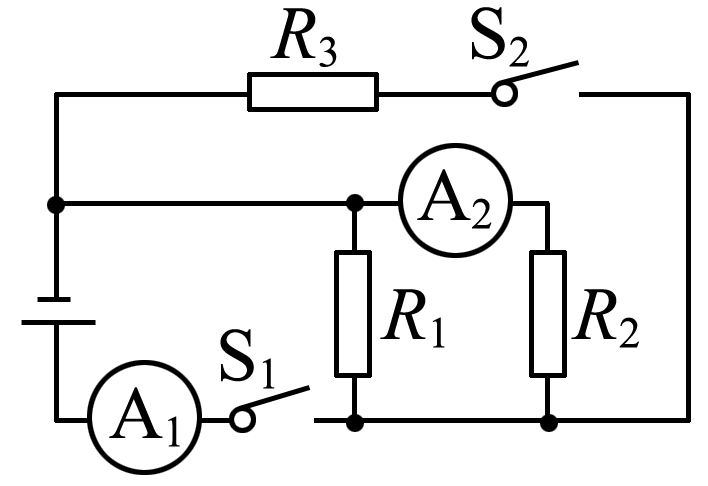 R₃
S₂
A₂
R₁
R₂
S₁
A₁